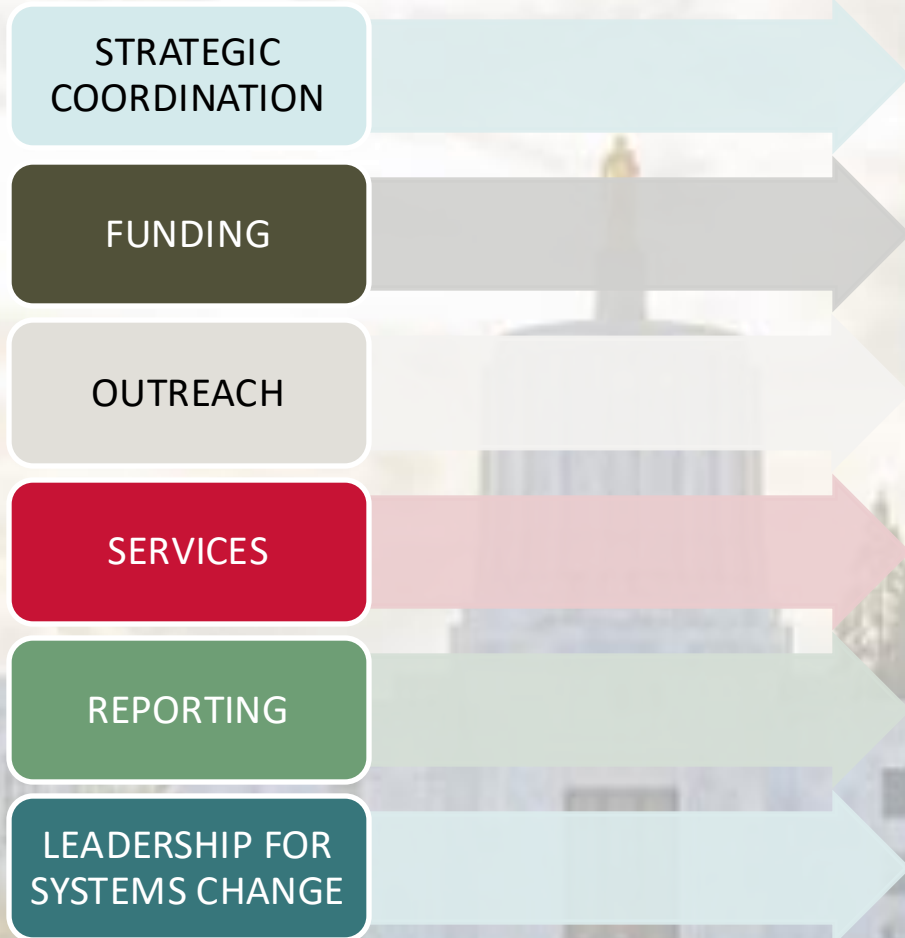 STRATEGIC
COORDINATION
FUNDING
OUTREACH
SERVICES
REPORTING
LEADERSHIP FOR
SYSTEMS CHANGE